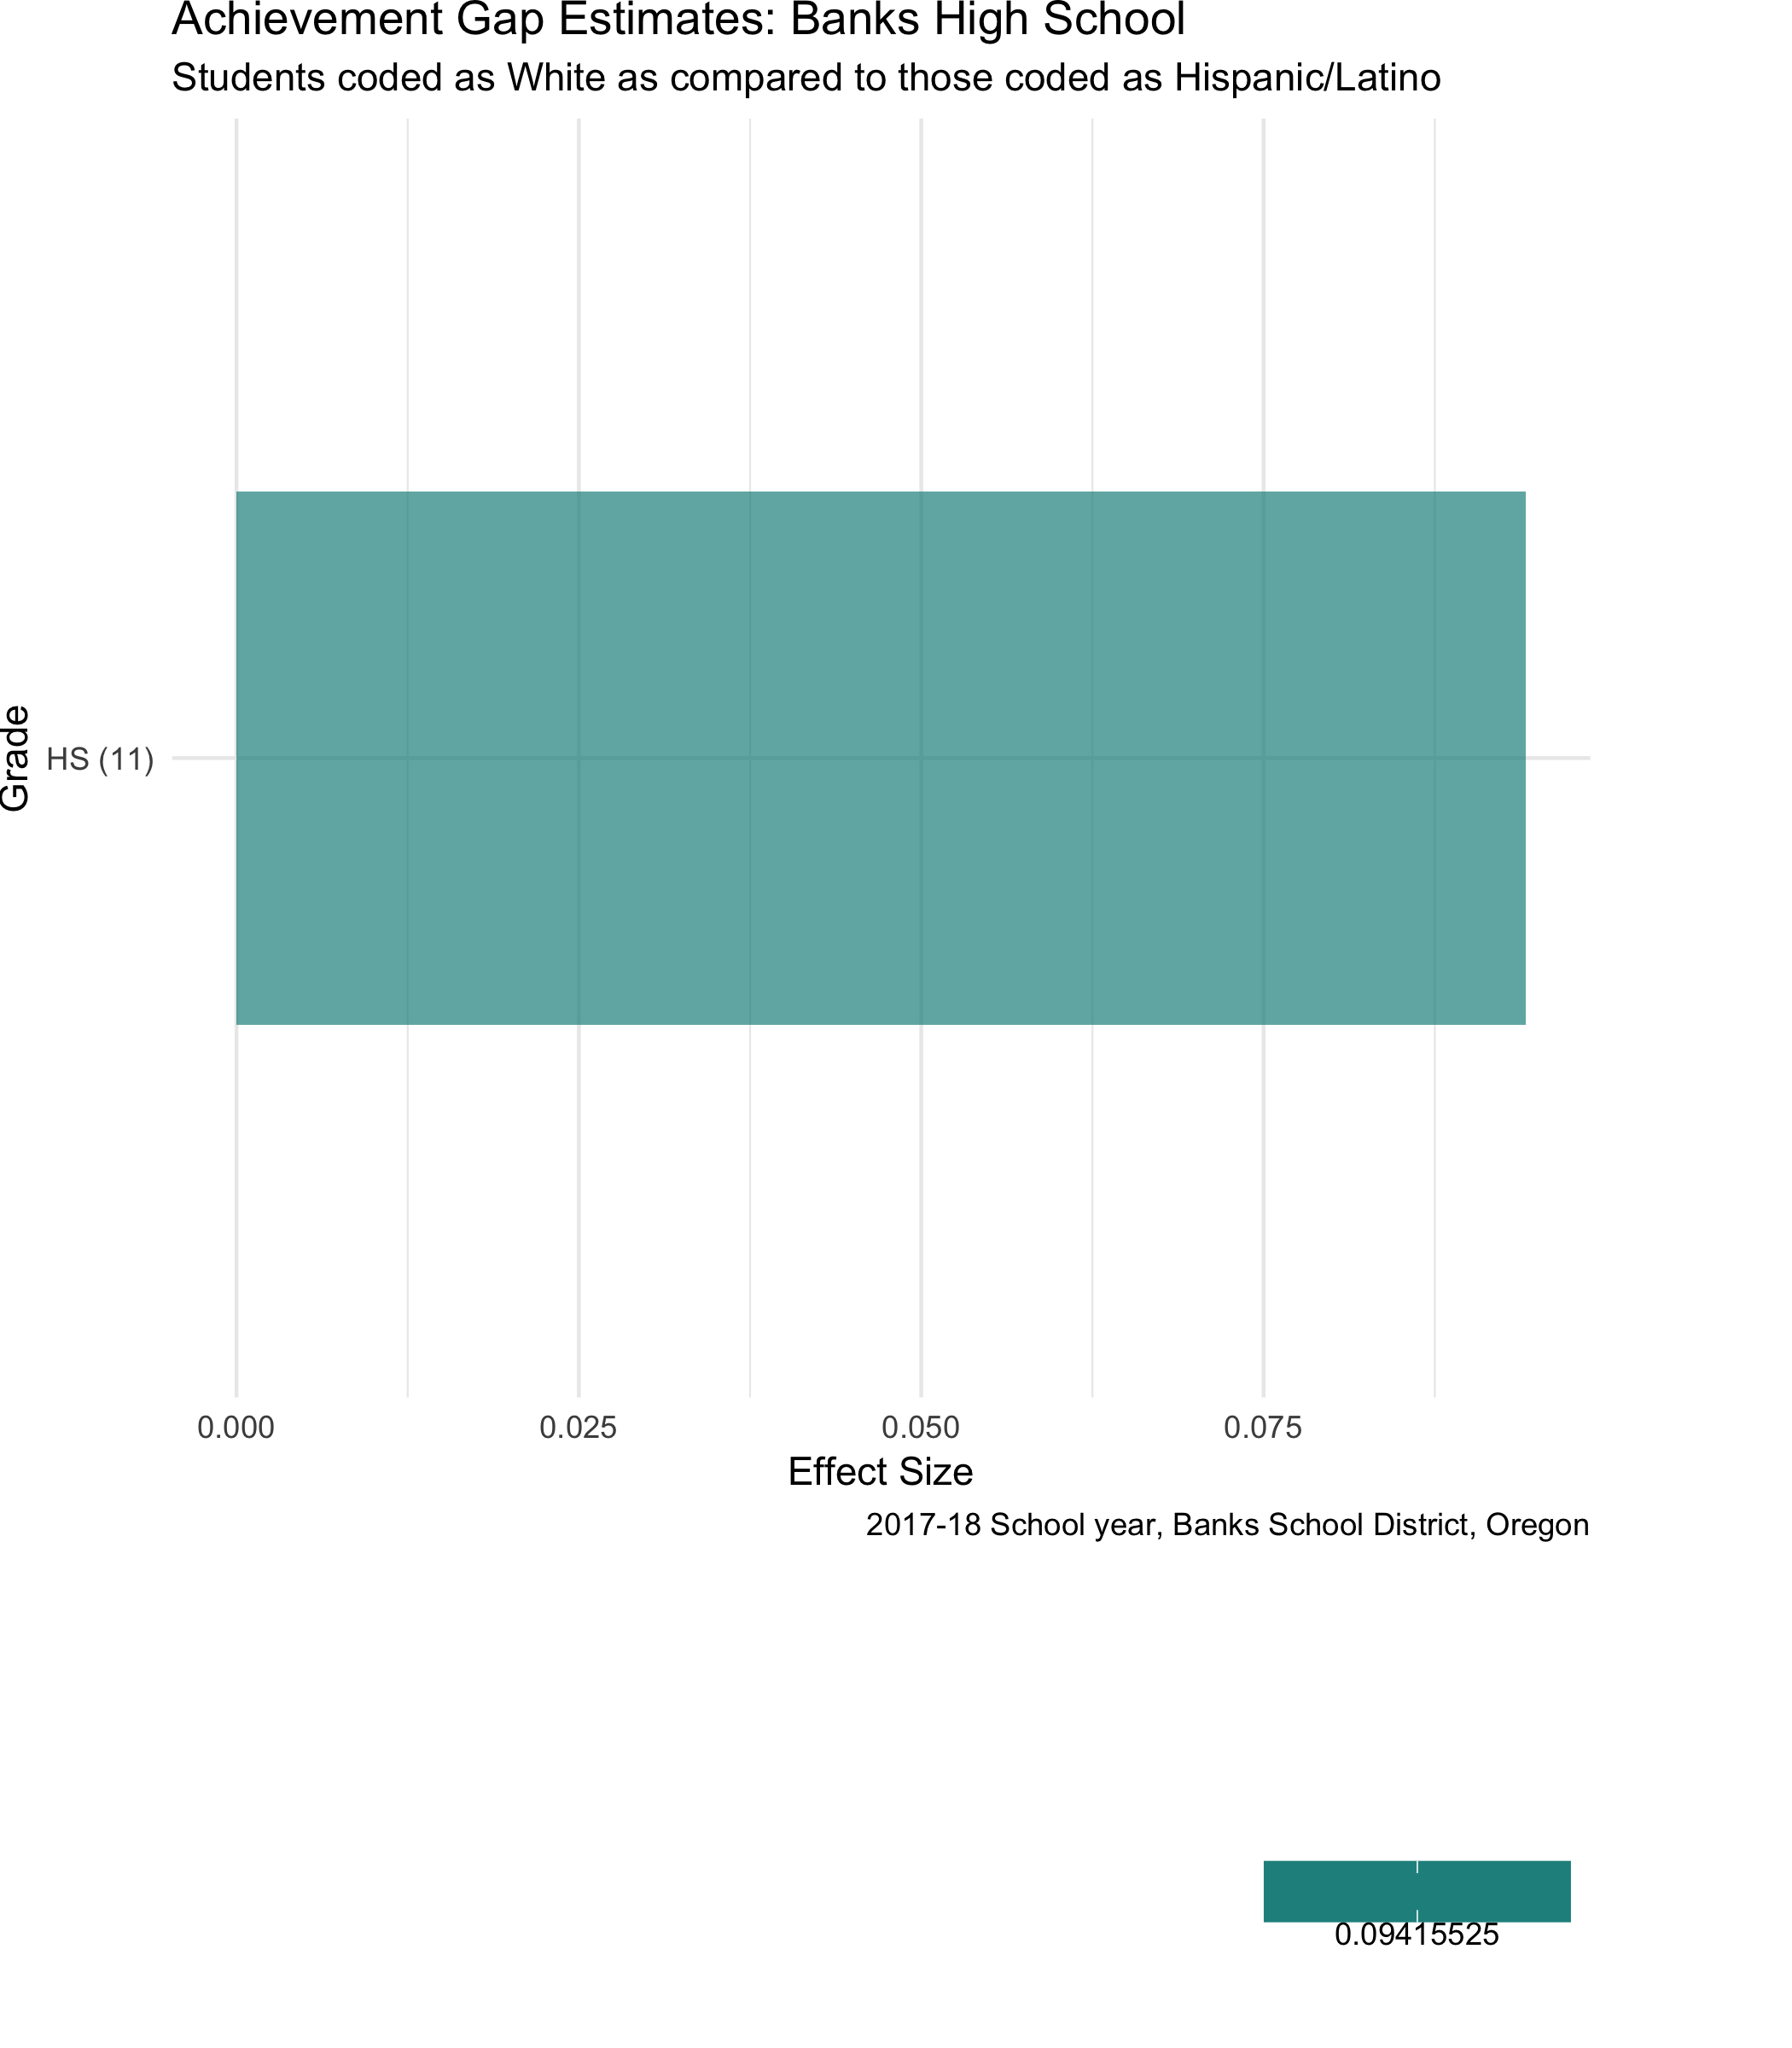 Achievement Gap Estimates: Banks High School
Students coded as White as compared to those coded as Hispanic/Latino
Grade
HS (11)
0.000 0.025 0.050 0.075
Effect Size
2017-18 School year, Banks School District, Oregon
0.09415525